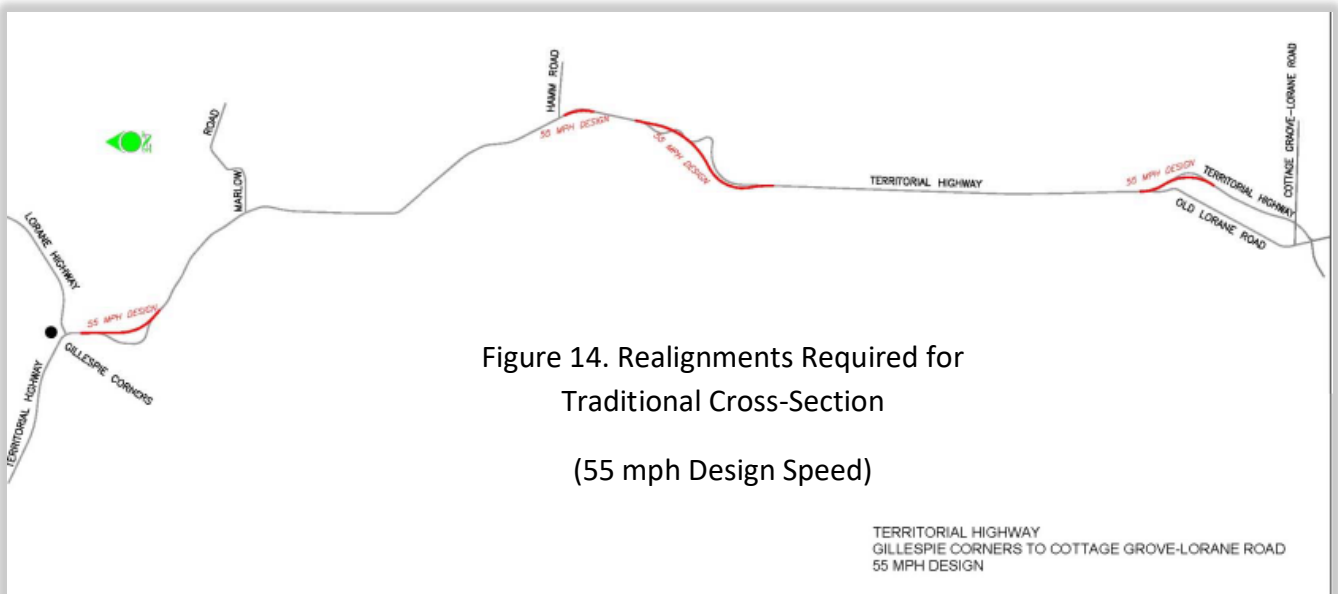 HAMM ROAD
55 MPH DESIGN
55 MPH DESIGN
COTTAGE GRAOVE-LORANE ROAD
ROAD
MARLOW
TERRITORIAL HIGHWAY
55 MPH DESIGN
TERRITORIAL HIGHWAY
OLD LORANE ROAD
LORANE HIGHWAY
55 MPH DESIGN
GILLESPIE CORNERS
TERRITORIAL HIGHWAY
Figure 14. Realignments Required for
Traditional Cross-Section
(55 mph Design Speed)
TERRITORIAL HIGHWAY
GILLESPIE CORNERS TO COTTAGE GROVE-LORANE ROAD
55 MPH DESIGN